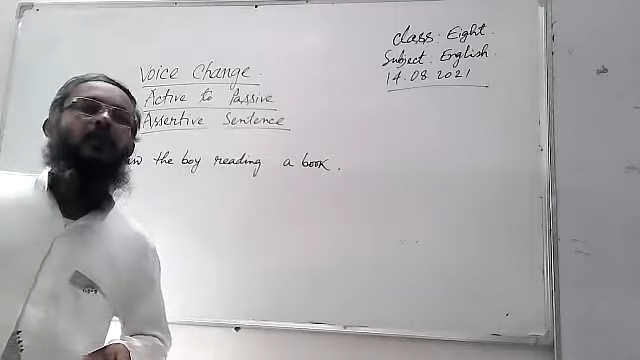 Class: Eight.
Subject. English.
14.08 2021
Voice Change.
Active to Passive
Assertive Sentence
the boy reading a book.